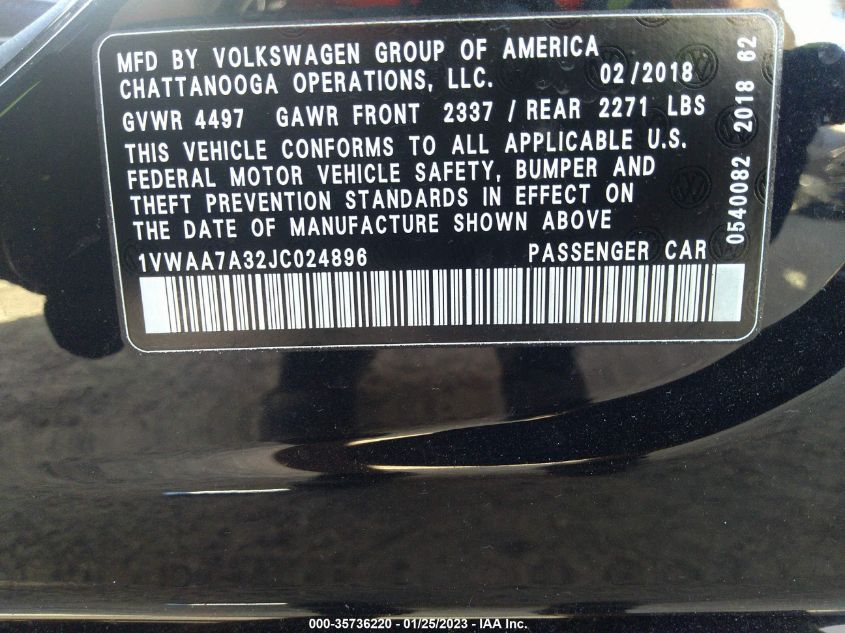 MFD BY VOLKSWAGEN GROUP OF AMERICA
CHATTANOOGA OPERATIONS, LLC. 02/2018
GVWR 4497 GAWR FRONT 2337 / REAR 2271 LBS
THIS VEHICLE CONFORMS TO ALL APPLICABLE U.S.
FEDERAL MOTOR VEHICLE SAFETY, BUMPER AND
THEFT PREVENTION STANDARDS IN EFFECT ON
THE DATE OF MANUFACTURE SHOWN ABOVE
1VWAA7A32JC024896 PASSENGER CAR
0540082 2018 62
000-35736220 - 01/25/2023 - IAA Inc.